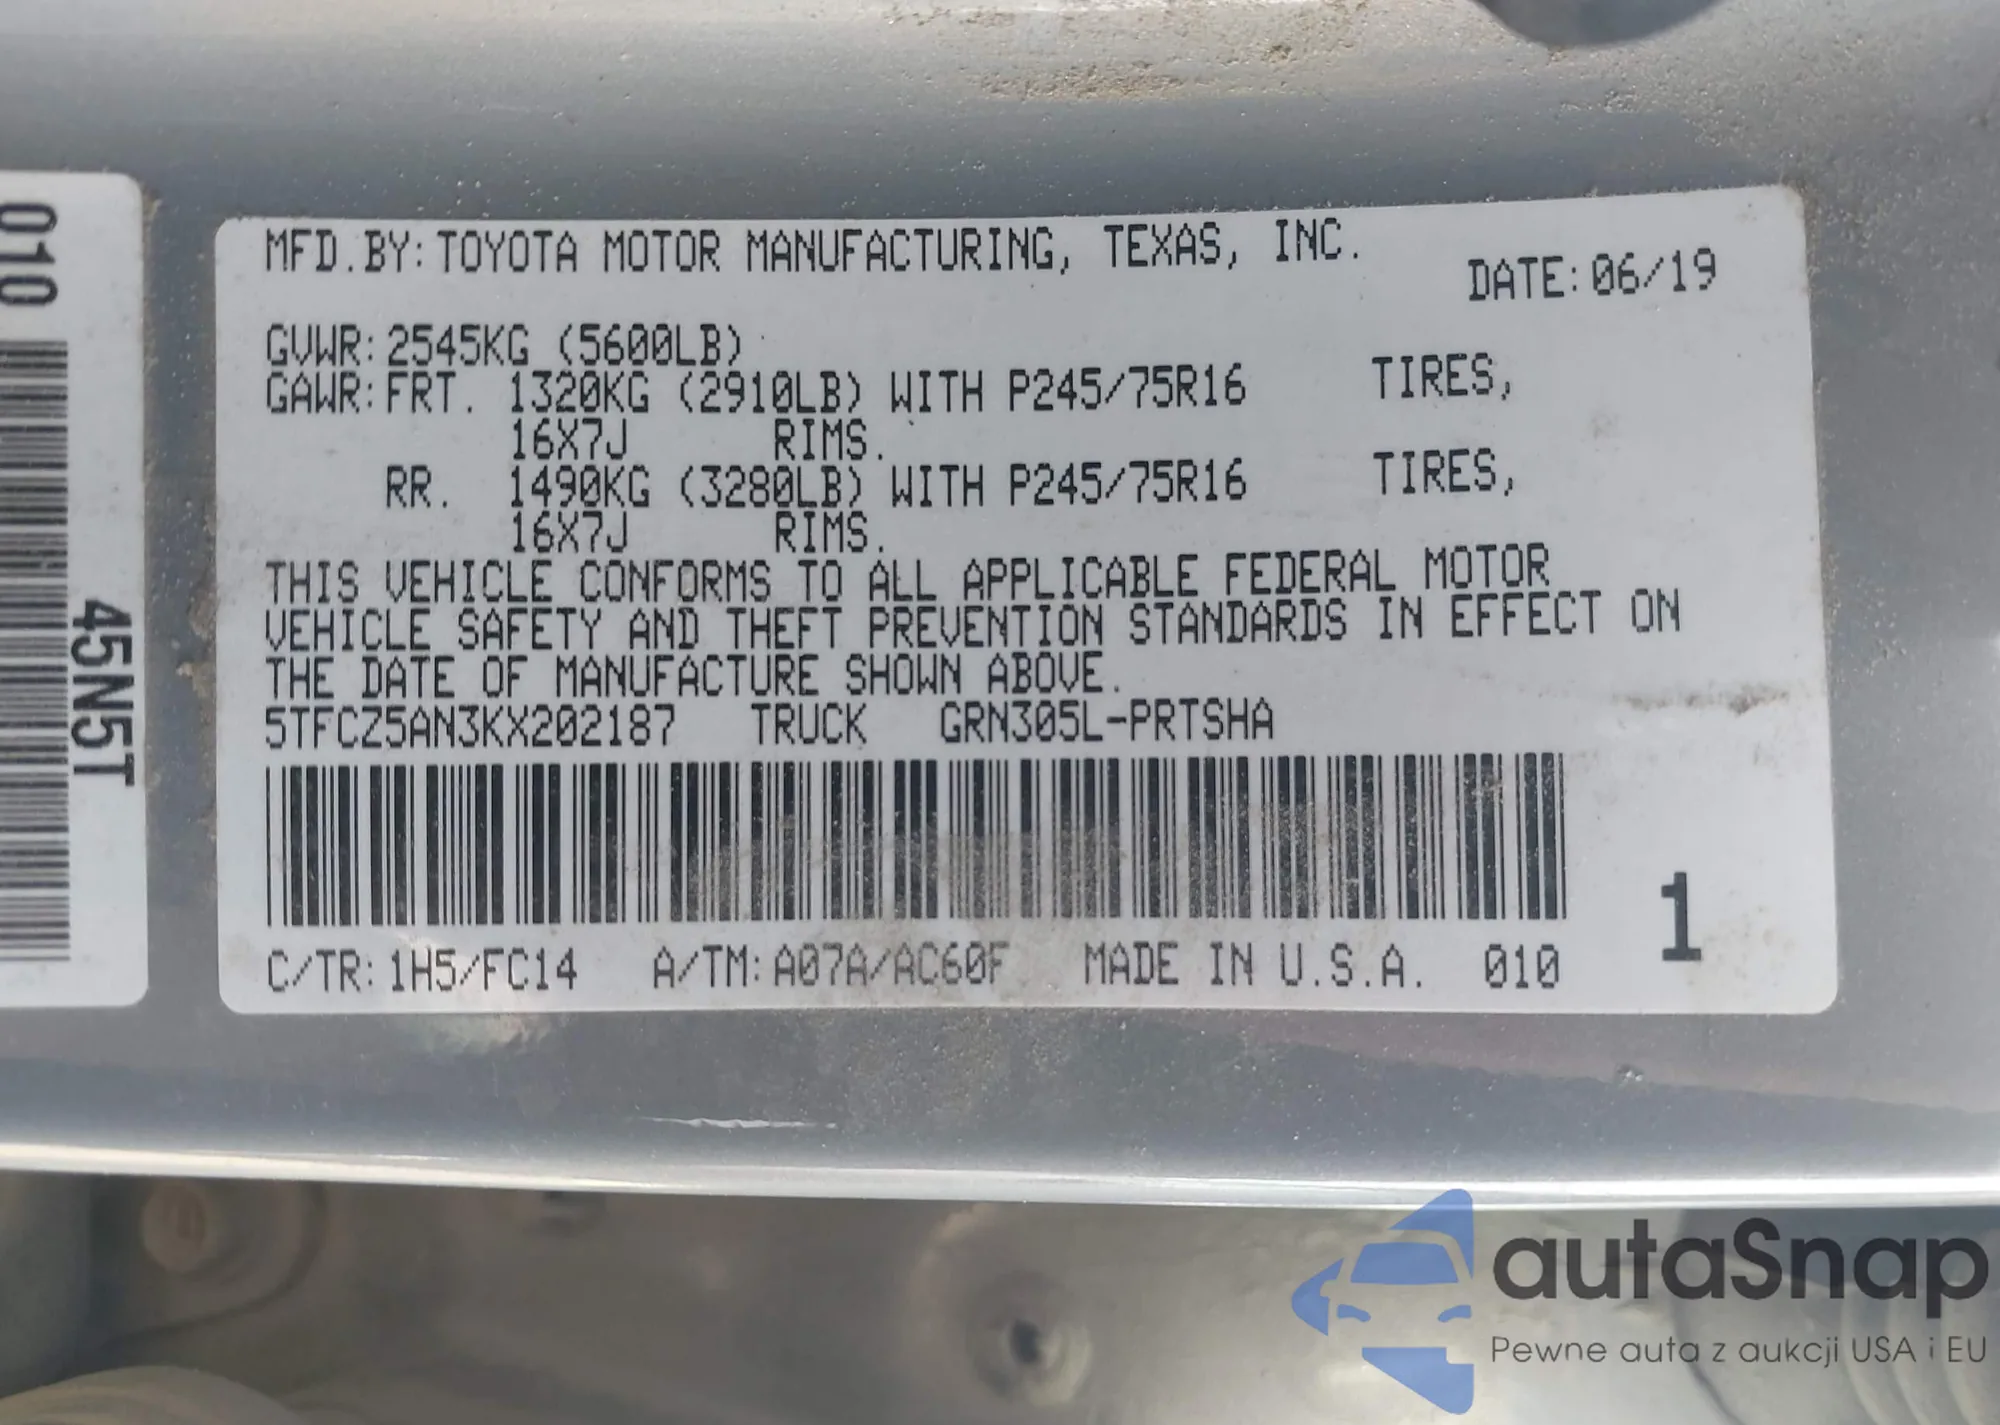 010
45N5T
MFD.BY:TOYOTA MOTOR MANUFACTURING, TEXAS, INC.
DATE:06/19
GVWR:2545KG (5600LB)
GAWR:FRT. 1320KG (2910LB) WITH P245/75R16 TIRES,
16X7J RIMS.
RR. 1490KG (3280LB) WITH P245/75R16 TIRES,
16X7J RIMS.
THIS VEHICLE CONFORMS TO ALL APPLICABLE FEDERAL MOTOR
VEHICLE SAFETY AND THEFT PREVENTION STANDARDS IN EFFECT ON
THE DATE OF MANUFACTURE SHOWN ABOVE.
5TFCZ5AN3KX202187 TRUCK GRN305L-PRTSHA
C/TR:1H5/FC14 A/TM:A07A/AC60F MADE IN U.S.A. 010
1
autaSnap
Pewne auta z aukcji USA i EU